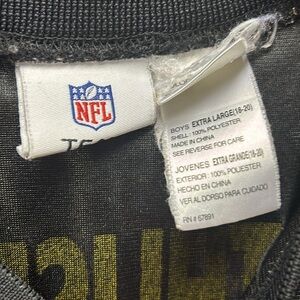 NFL
BOYS EXTRA LARGE(18-20)
SHELL: 100% POLYESTER
MADE IN CHINA
SEE REVERSE FOR CARE
JOVENES EXTRA GRANDE(18-20)
EXTERIOR : 100% POLYESTER
HECHO EN CHINA
VER AL DORSO PARA CUIDADO
RN # 57891